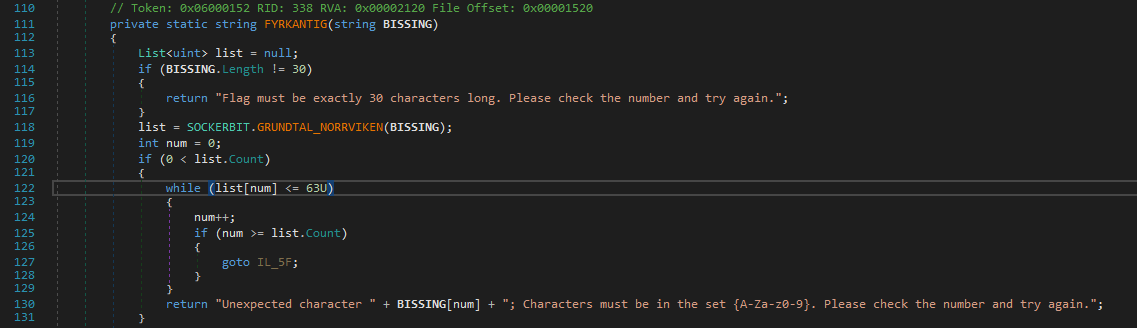 110 // Token: 0x06000152 RID: 338 RVA: 0x00002120 File Offset: 0x00001520
111 private static string FYRKANTIG(string BISSING)
112 {
113 List<uint> list = null;
114 if (BISSING.Length != 30)
115 {
116 return "Flag must be exactly 30 characters long. Please check the number and try again.";
117 }
118 list = SOCKERBIT.GRUNDTAL_NORRVIKEN(BISSING);
119 int num = 0;
120 if (0 < list.Count)
121 {
122 while (list[num] <= 63U)
123 {
124 num++;
125 if (num >= list.Count)
126 {
127 goto IL_5F;
128 }
129 }
130 return "Unexpected character " + BISSING[num] + "; Characters must be in the set {A-Za-z0-9}. Please check the number and try again.";
131 }